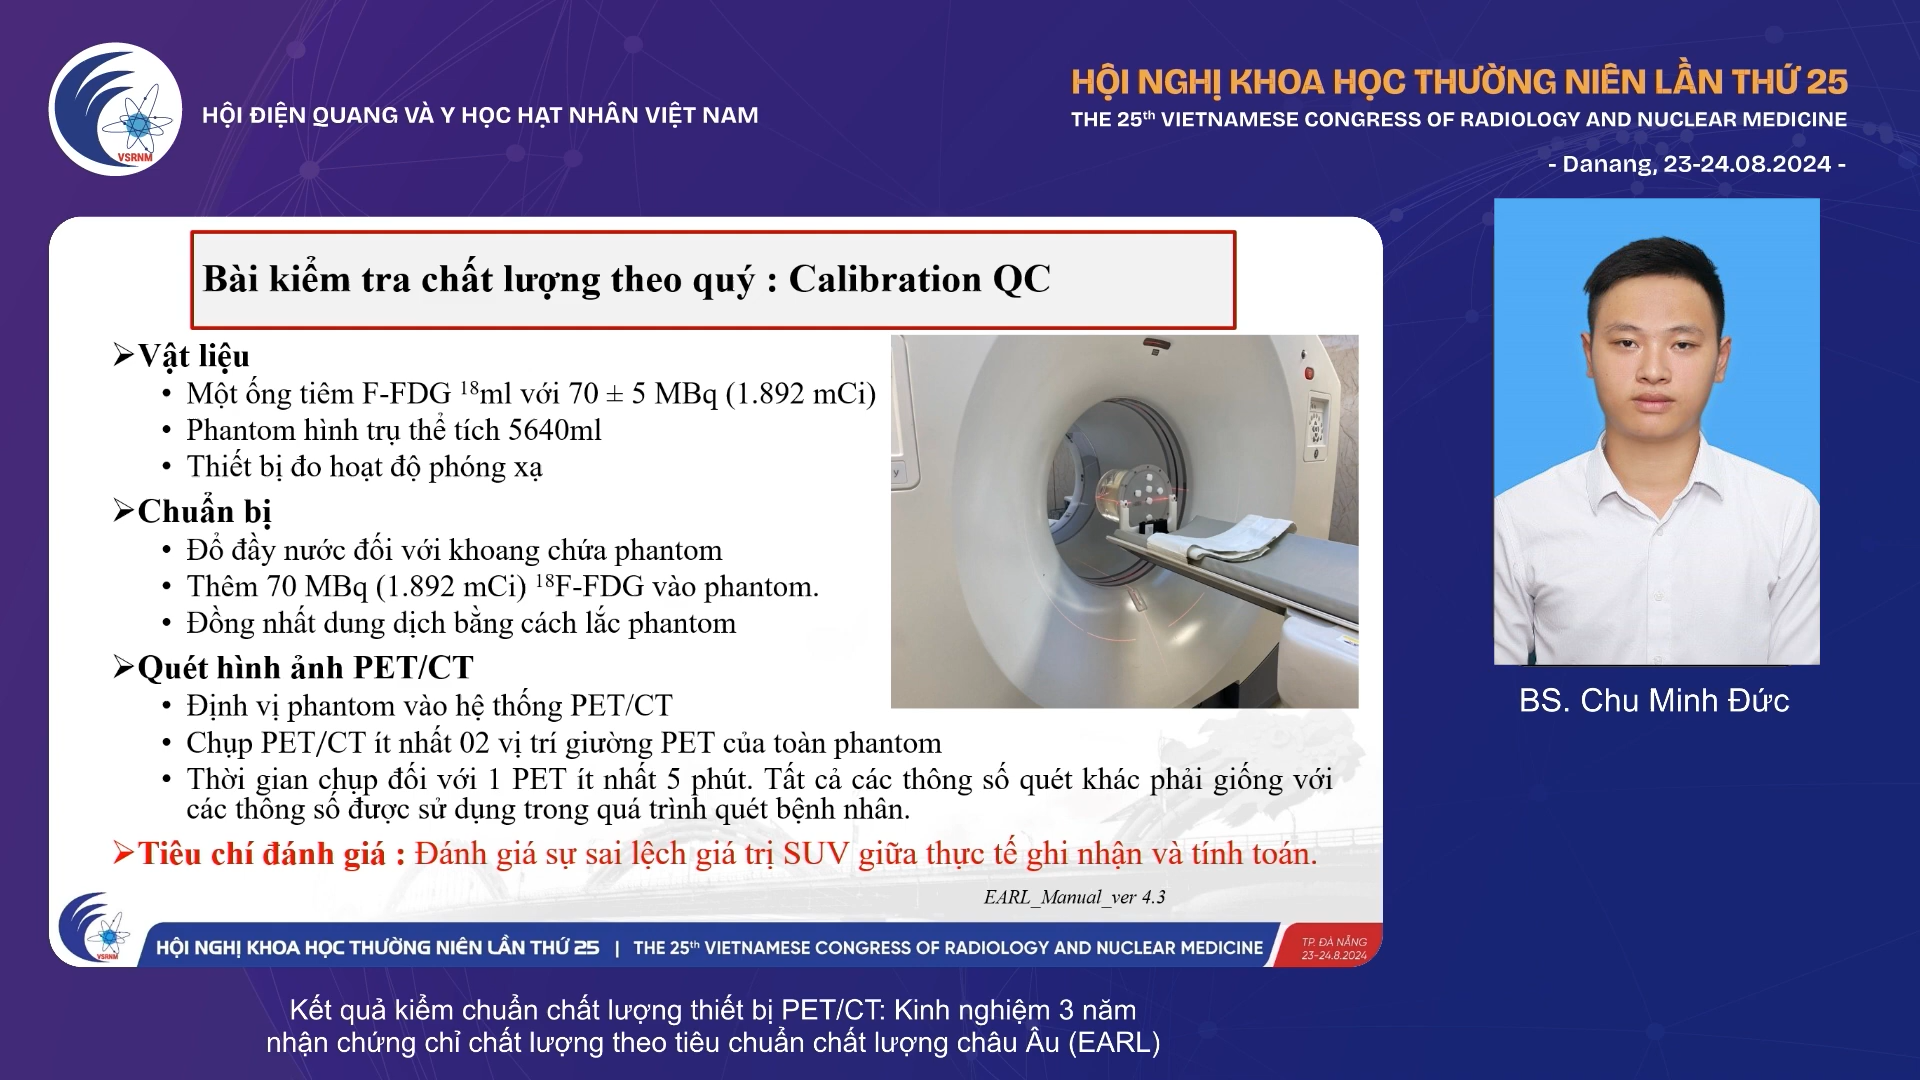 VSRNM
HỘI ĐIỆN QUANG VÀ Y HỌC HẠT NHÂN VIỆT NAM
HỘI NGHỊ KHOA HỌC THƯỜNG NIÊN LẦN THỨ 25
THE 25th VIETNAMESE CONGRESS OF RADIOLOGY AND NUCLEAR MEDICINE
- Danang, 23-24.08.2024 -
Bài kiểm tra chất lượng theo quý : Calibration QC
➢Vật liệu
• Một ống tiêm F-FDG ¹⁸ml với 70 ± 5 MBq (1.892 mCi)
• Phantom hình trụ thể tích 5640ml
• Thiết bị đo hoạt độ phóng xạ
➢Chuẩn bị
• Đổ đầy nước đối với khoang chứa phantom
• Thêm 70 MBq (1.892 mCi) ¹⁸F-FDG vào phantom.
• Đồng nhất dung dịch bằng cách lắc phantom
➢Quét hình ảnh PET/CT
• Định vị phantom vào hệ thống PET/CT
• Chụp PET/CT ít nhất 02 vị trí giường PET của toàn phantom
• Thời gian chụp đối với 1 PET ít nhất 5 phút. Tất cả các thông số quét khác phải giống với
các thông số được sử dụng trong quá trình quét bệnh nhân.
➢Tiêu chí đánh giá : Đánh giá sự sai lệch giá trị SUV giữa thực tế ghi nhận và tính toán.
EARL_Manual_ver 4.3
VSRNM
HỘI NGHỊ KHOA HỌC THƯỜNG NIÊN LẦN THỨ 25 | THE 25th VIETNAMESE CONGRESS OF RADIOLOGY AND NUCLEAR MEDICINE
TP. ĐÀ NẴNG
23-24.8.2024
BS. Chu Minh Đức
Kết quả kiểm chuẩn chất lượng thiết bị PET/CT: Kinh nghiệm 3 năm
nhận chứng chỉ chất lượng theo tiêu chuẩn chất lượng châu Âu (EARL)